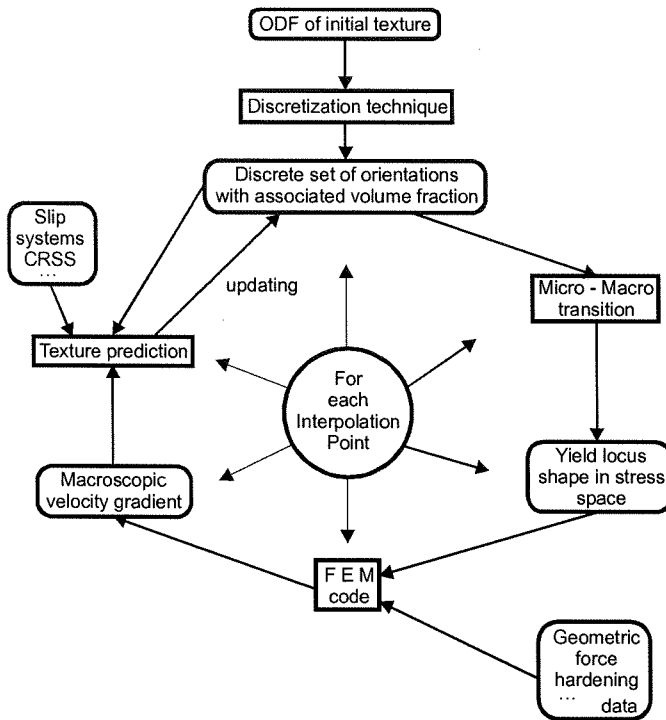 ODF of initial texture
Discretization technique
Discrete set of orientations
with associated volume fraction
Slip
systems
CRSS
...
updating
Micro - Macro
transition
Texture prediction
For
each
Interpolation
Point
Macroscopic
velocity gradient
Yield locus
shape in stress
space
F E M
code
Geometric
force
hardening
... data